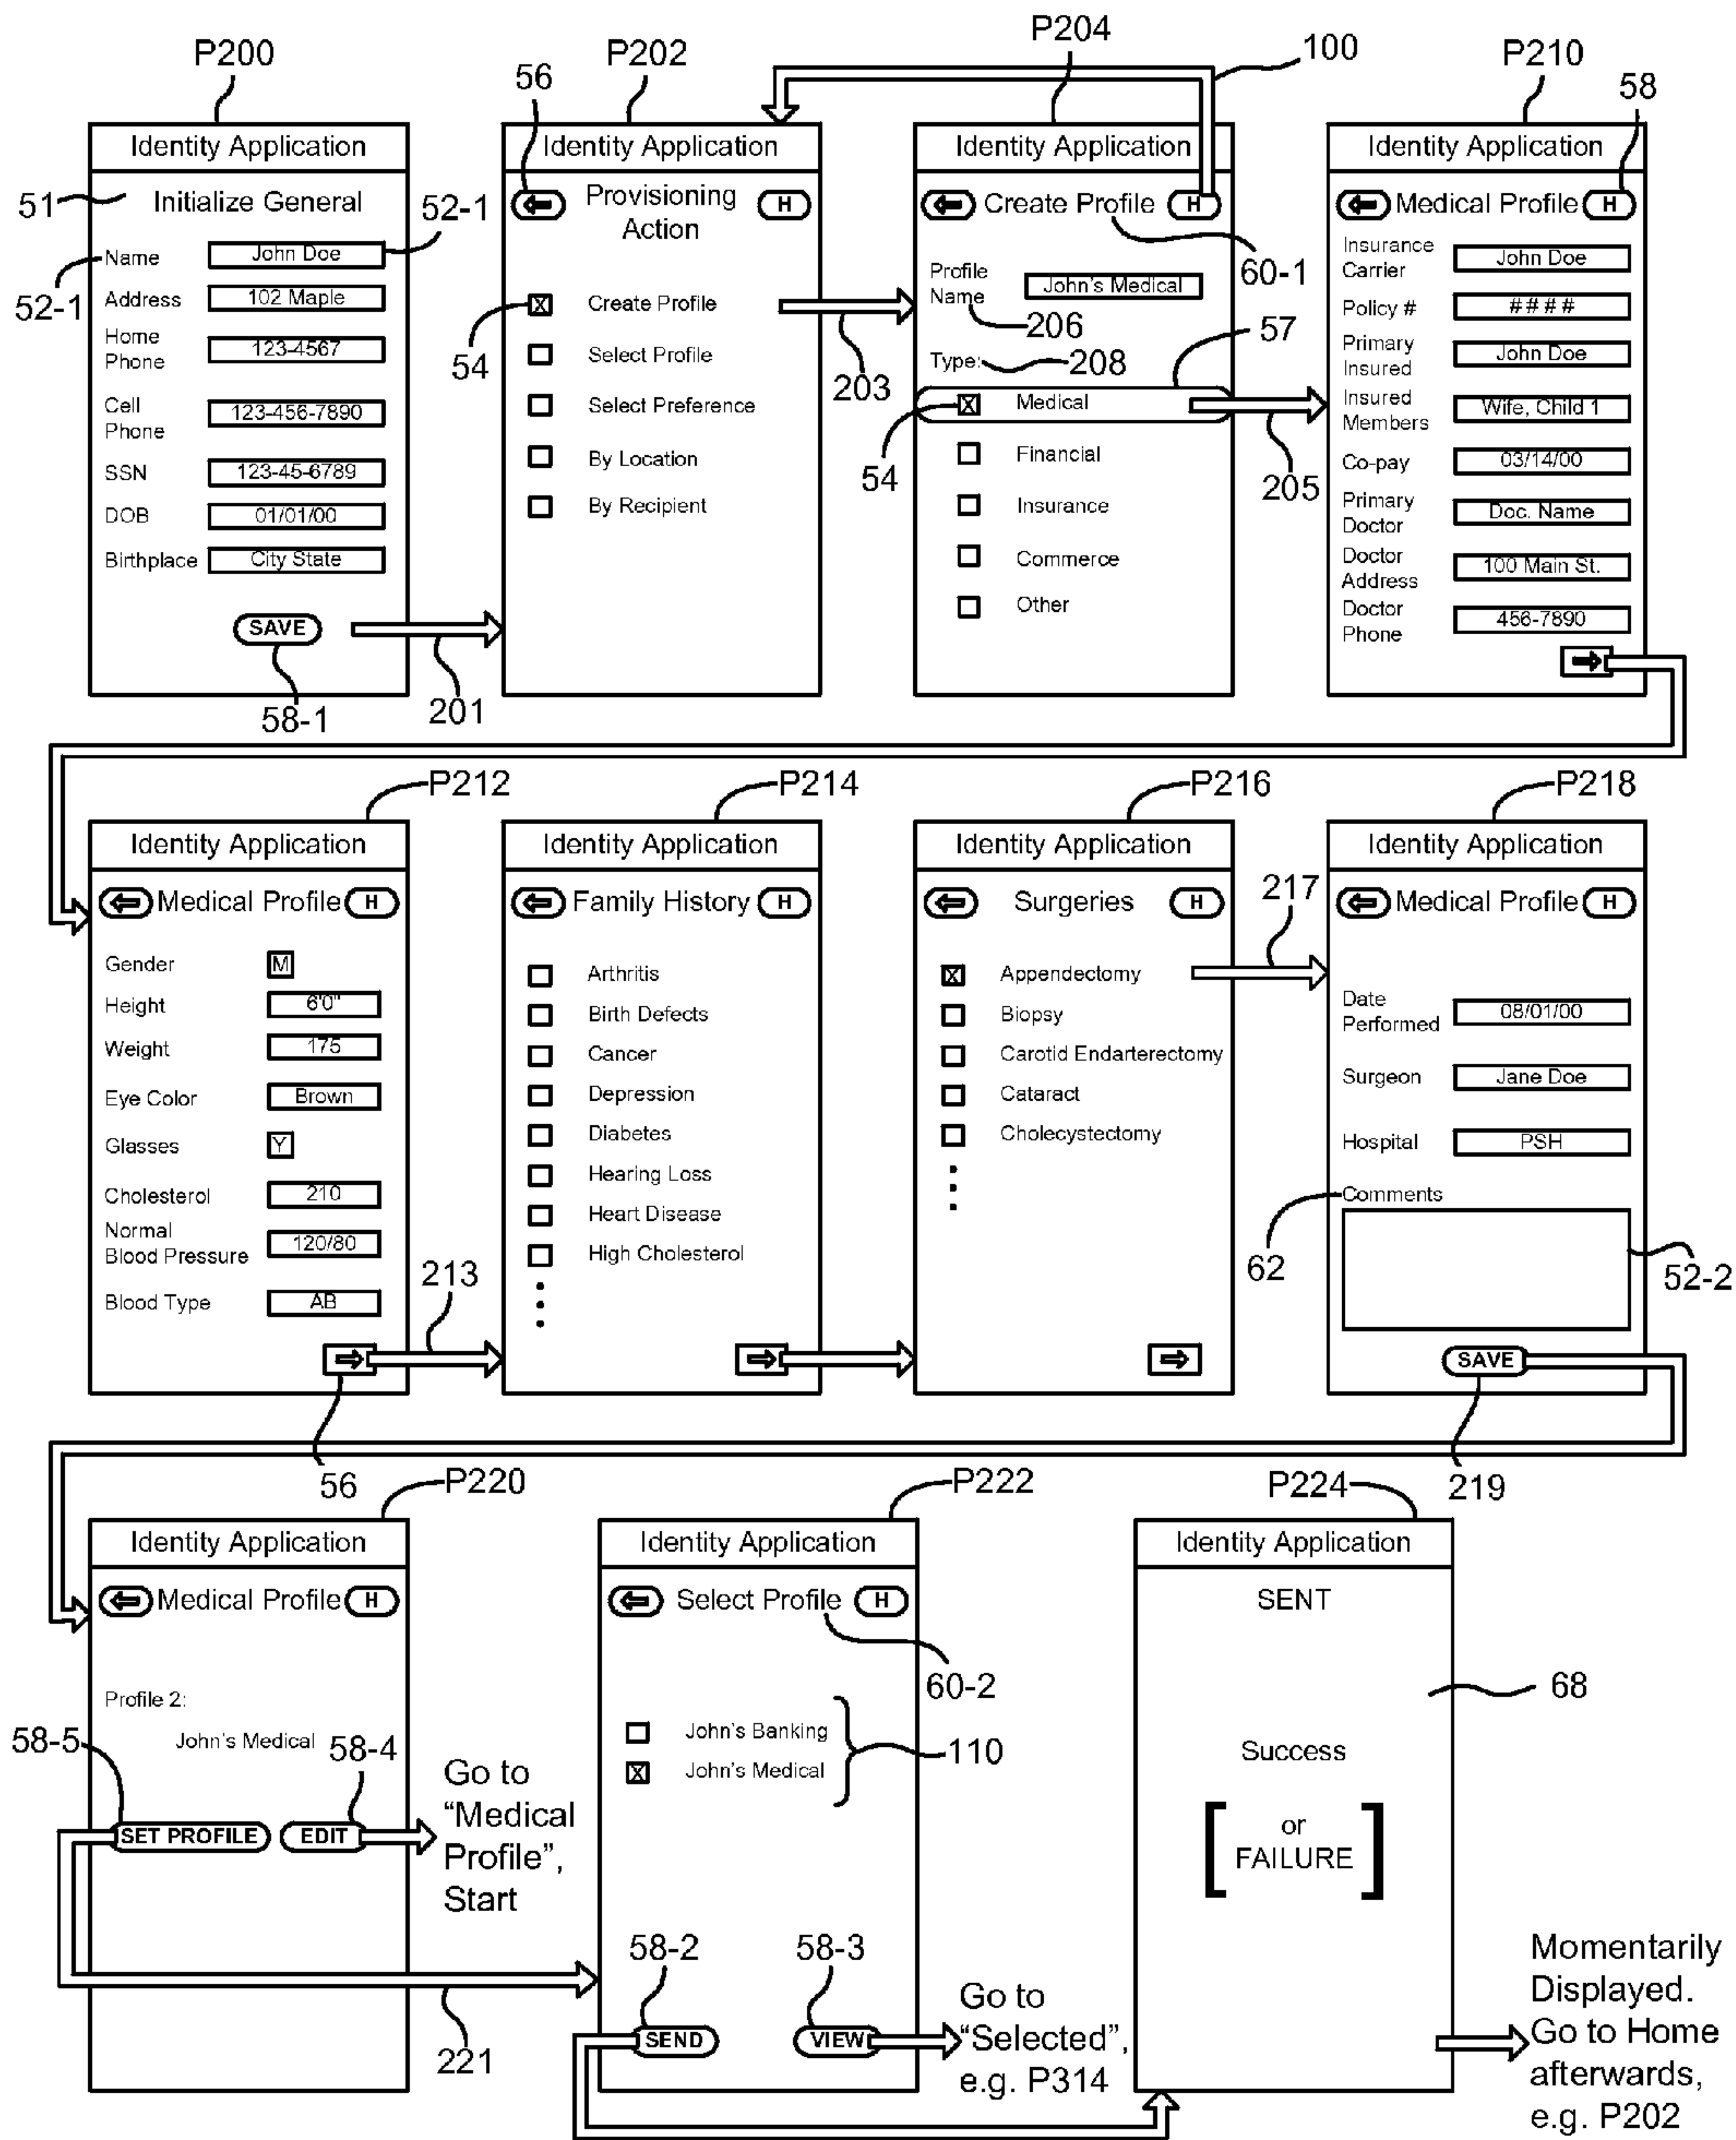 P200
P202
P204
P210
100
56
58
Identity Application
Identity Application
Identity Application
Identity Application
51
Initialize General
52-1
Name
John Doe
52-1
Address
102 Maple
Home
Phone
123-4567
Cell
Phone
123-456-7890
SSN
123-45-6789
DOB
01/01/00
Birthplace
City State
SAVE
58-1
201
Provisioning
Action
H
54
Create Profile
Select Profile
Select Preference
By Location
By Recipient
203
Create Profile
H
60-1
Profile
Name
John's Medical
206
57
Type:
208
Medical
54
Financial
Insurance
Commerce
Other
205
Medical Profile
H
Insurance
Carrier
John Doe
Policy #
####
Primary
Insured
John Doe
Insured
Members
Wife, Child 1
Co-pay
03/14/00
Primary
Doctor
Doc. Name
Doctor
Address
100 Main St.
Doctor
Phone
456-7890
P212
P214
P216
P218
Identity Application
Identity Application
Identity Application
Identity Application
Medical Profile
H
Gender
M
Height
6'0"
Weight
175
Eye Color
Brown
Glasses
Y
Cholesterol
210
Normal
Blood Pressure
120/80
Blood Type
AB
213
56
Family History
H
Arthritis
Birth Defects
Cancer
Depression
Diabetes
Hearing Loss
Heart Disease
High Cholesterol
Surgeries
H
217
Appendectomy
Biopsy
Carotid Endarterectomy
Cataract
Cholecystectomy
Medical Profile
H
Date
Performed
08/01/00
Surgeon
Jane Doe
Hospital
PSH
Comments
62
52-2
SAVE
219
P220
P222
P224
Identity Application
Identity Application
Identity Application
Medical Profile
H
Profile 2:
John's Medical
58-5
58-4
SET PROFILE
EDIT
Go to
“Medical
Profile”,
Start
221
Select Profile
H
60-2
John's Banking
John's Medical
110
58-2
58-3
SEND
VIEW
Go to
“Selected”,
e.g. P314
SENT
68
Success
[ or
FAILURE ]
Momentarily
Displayed.
Go to Home
afterwards,
e.g. P202